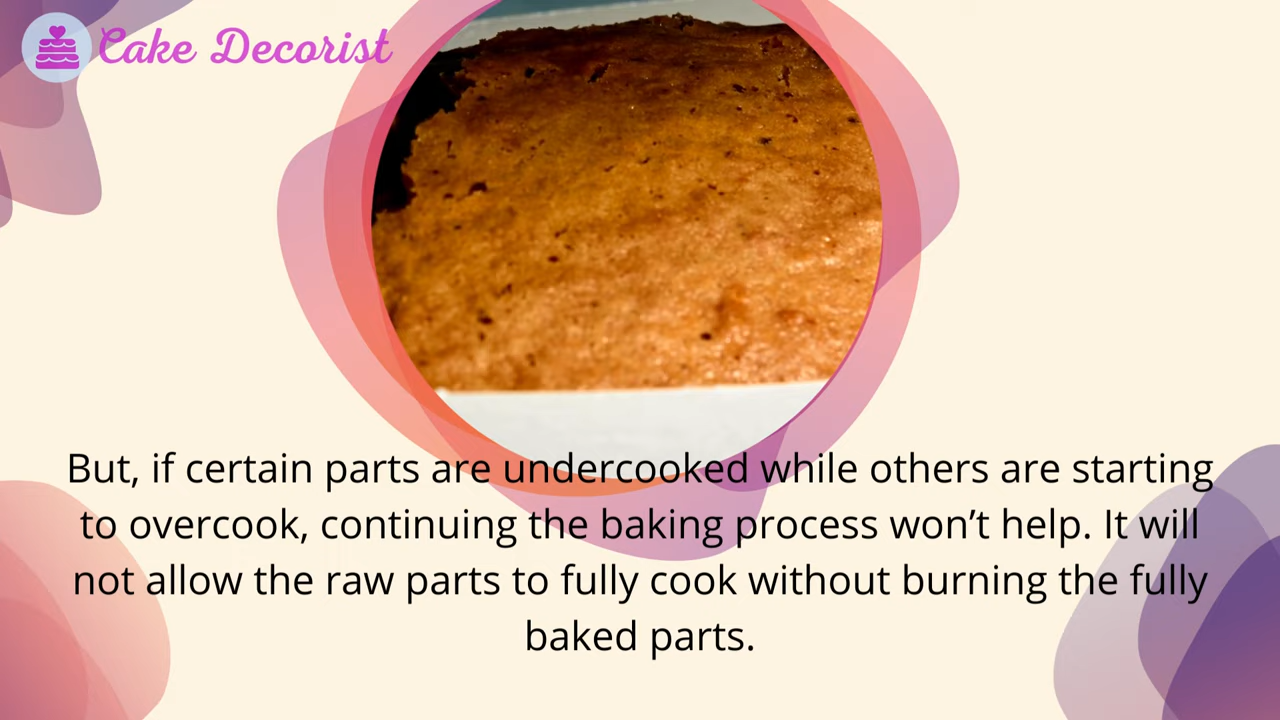 Cake Decorist
But, if certain parts are undercooked while others are starting
to overcook, continuing the baking process won’t help. It will
not allow the raw parts to fully cook without burning the fully
baked parts.